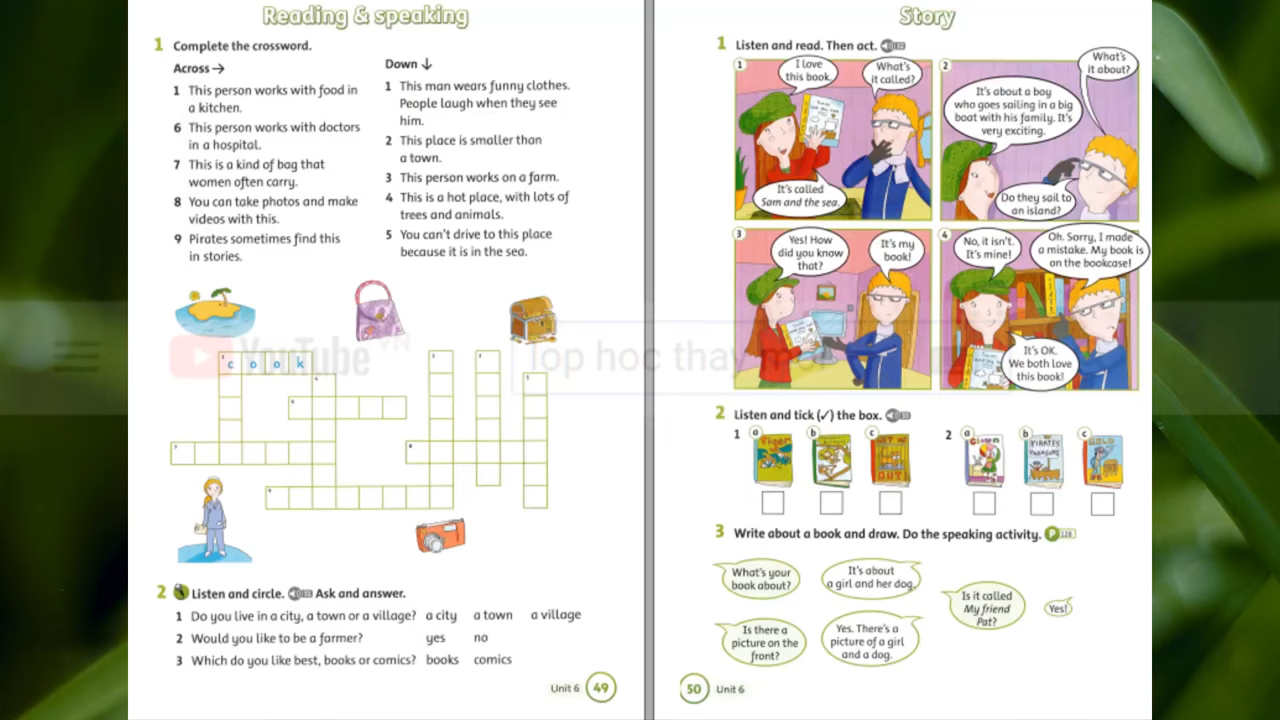 Reading & speaking
1 Complete the crossword.
Across →
1 This person works with food in
a kitchen.
6 This person works with doctors
in a hospital.
7 This is a kind of bag that
women often carry.
8 You can take photos and make
videos with this.
9 Pirates sometimes find this
in stories.
Down ↓
1 This man wears funny clothes.
People laugh when they see
him.
2 This place is smaller than
a town.
3 This person works on a farm.
4 This is a hot place, with lots of
trees and animals.
5 You can't drive to this place
because it is in the sea.
c o o k
YouTube VN
2 Listen and circle. Ask and answer.
1 Do you live in a city, a town or a village? a city a town a village
2 Would you like to be a farmer? yes no
3 Which do you like best, books or comics? books comics
Unit 6 49
Story
1 Listen and read. Then act.
1
I love
this book.
What's
it called?
It's called
Sam and the sea.
2
What's
it about?
It's about a boy
who goes sailing in a big
boat with his family. It's
very exciting.
Do they sail to
an island?
3
Yes! How
did you know
that?
It's my
book!
4
No, it isn't.
It's mine!
Oh. Sorry, I made
a mistake. My book is
on the bookcase!
It's OK.
We both love
this book!
2 Listen and tick (✓) the box.
1 a b c 2 a b c
3 Write about a book and draw. Do the speaking activity. P 128
What's your
book about?
It's about
a girl and her dog.
Is it called
My friend
Pat?
Yes!
Is there a
picture on the
front?
Yes. There's a
picture of a girl
and a dog.
50 Unit 6